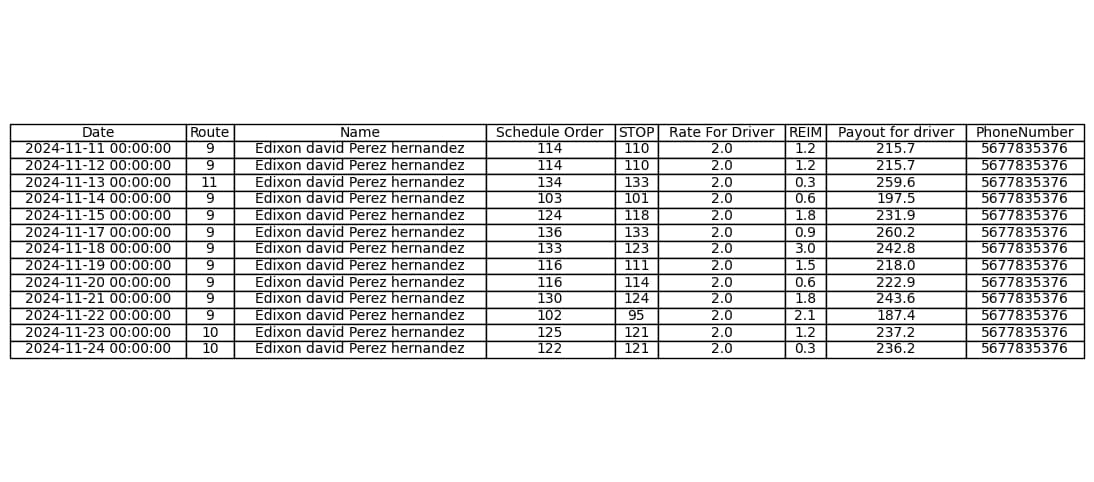 Date Route Name Schedule Order STOP Rate For Driver REIM Payout for driver PhoneNumber
2024-11-11 00:00:00 9 Edixon david Perez hernandez 114 110 2.0 1.2 215.7 5677835376
2024-11-12 00:00:00 9 Edixon david Perez hernandez 114 110 2.0 1.2 215.7 5677835376
2024-11-13 00:00:00 11 Edixon david Perez hernandez 134 133 2.0 0.3 259.6 5677835376
2024-11-14 00:00:00 9 Edixon david Perez hernandez 103 101 2.0 0.6 197.5 5677835376
2024-11-15 00:00:00 9 Edixon david Perez hernandez 124 118 2.0 1.8 231.9 5677835376
2024-11-17 00:00:00 9 Edixon david Perez hernandez 136 133 2.0 0.9 260.2 5677835376
2024-11-18 00:00:00 9 Edixon david Perez hernandez 133 123 2.0 3.0 242.8 5677835376
2024-11-19 00:00:00 9 Edixon david Perez hernandez 116 111 2.0 1.5 218.0 5677835376
2024-11-20 00:00:00 9 Edixon david Perez hernandez 116 114 2.0 0.6 222.9 5677835376
2024-11-21 00:00:00 9 Edixon david Perez hernandez 130 124 2.0 1.8 243.6 5677835376
2024-11-22 00:00:00 9 Edixon david Perez hernandez 102 95 2.0 2.1 187.4 5677835376
2024-11-23 00:00:00 10 Edixon david Perez hernandez 125 121 2.0 1.2 237.2 5677835376
2024-11-24 00:00:00 10 Edixon david Perez hernandez 122 121 2.0 0.3 236.2 5677835376